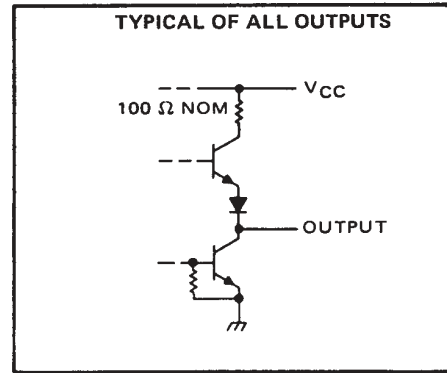 TYPICAL OF ALL OUTPUTS
VCC
100 Ω NOM
OUTPUT